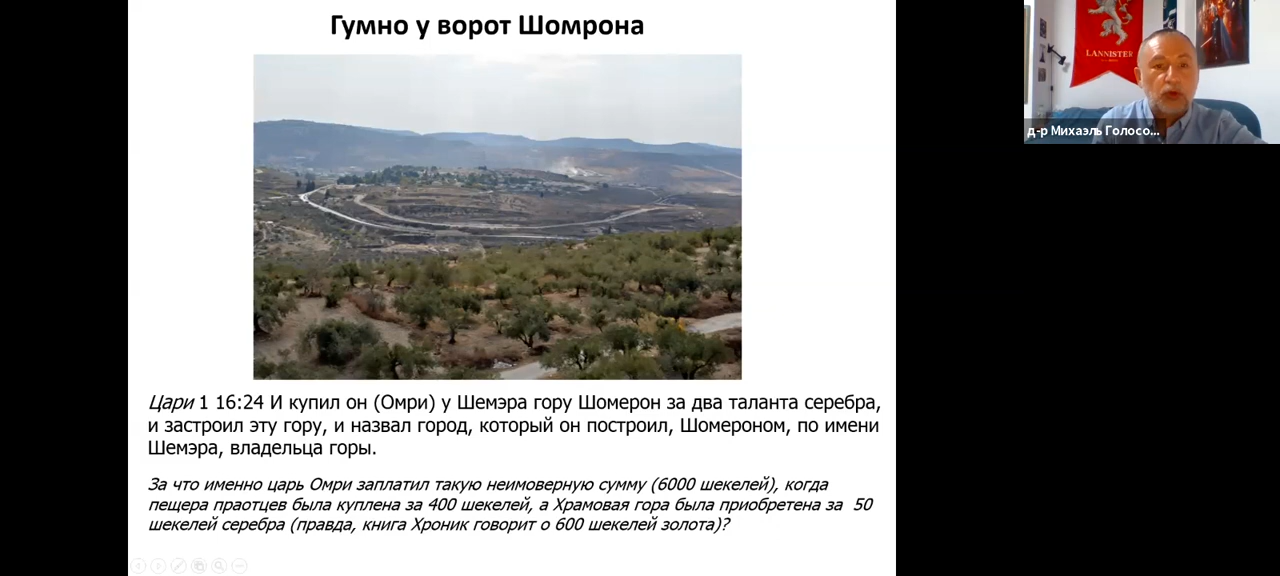 Гумно у ворот Шомрона
LANNISTER
д-р Михаэль Голосо...
Цари 1 16:24 И купил он (Омри) у Шемэра гору Шомерон за два таланта серебра,
и застроил эту гору, и назвал город, который он построил, Шомероном, по имени
Шемэра, владельца горы.
За что именно царь Омри заплатил такую неимоверную сумму (6000 шекелей), когда
пещера праотцев была куплена за 400 шекелей, а Храмовая гора была приобретена за 50
шекелей серебра (правда, книга Хроник говорит о 600 шекелей золота)?